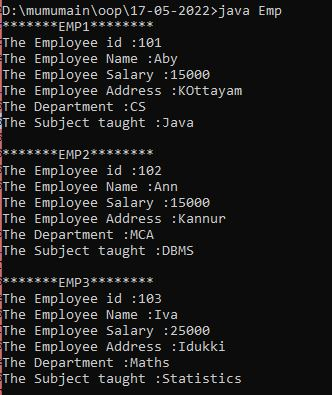 D:\mumumain\oop\17-05-2022>java Emp
*******EMP1********
The Employee id :101
The Employee Name :Aby
The Employee Salary :15000
The Employee Address :KOttayam
The Department :CS
The Subject taught :Java
*******EMP2********
The Employee id :102
The Employee Name :Ann
The Employee Salary :15000
The Employee Address :Kannur
The Department :MCA
The Subject taught :DBMS
*******EMP3********
The Employee id :103
The Employee Name :Iva
The Employee Salary :25000
The Employee Address :Idukki
The Department :Maths
The Subject taught :Statistics